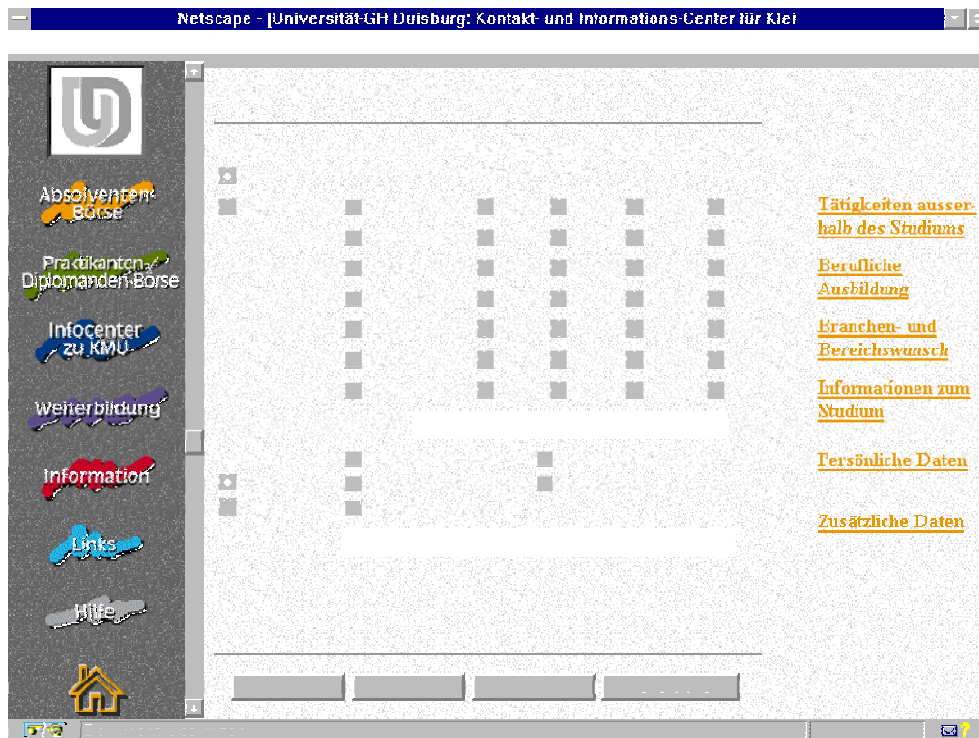 Netscape - [Universität-GH Duisburg: Kontakt- und Informations-Center für Klei
Absolventen-
Börse
Praktikanten-/
Diplomanden-Börse
Infocenter
zu KMU
Weiterbildung
Information
Links
Hilfe
Tätigkeiten ausser-
halb des Studiums
Berufliche
Ausbildung
Branchen- und
Bereichswunsch
Informationen zum
Studium
Persönliche Daten
Zusätzliche Daten